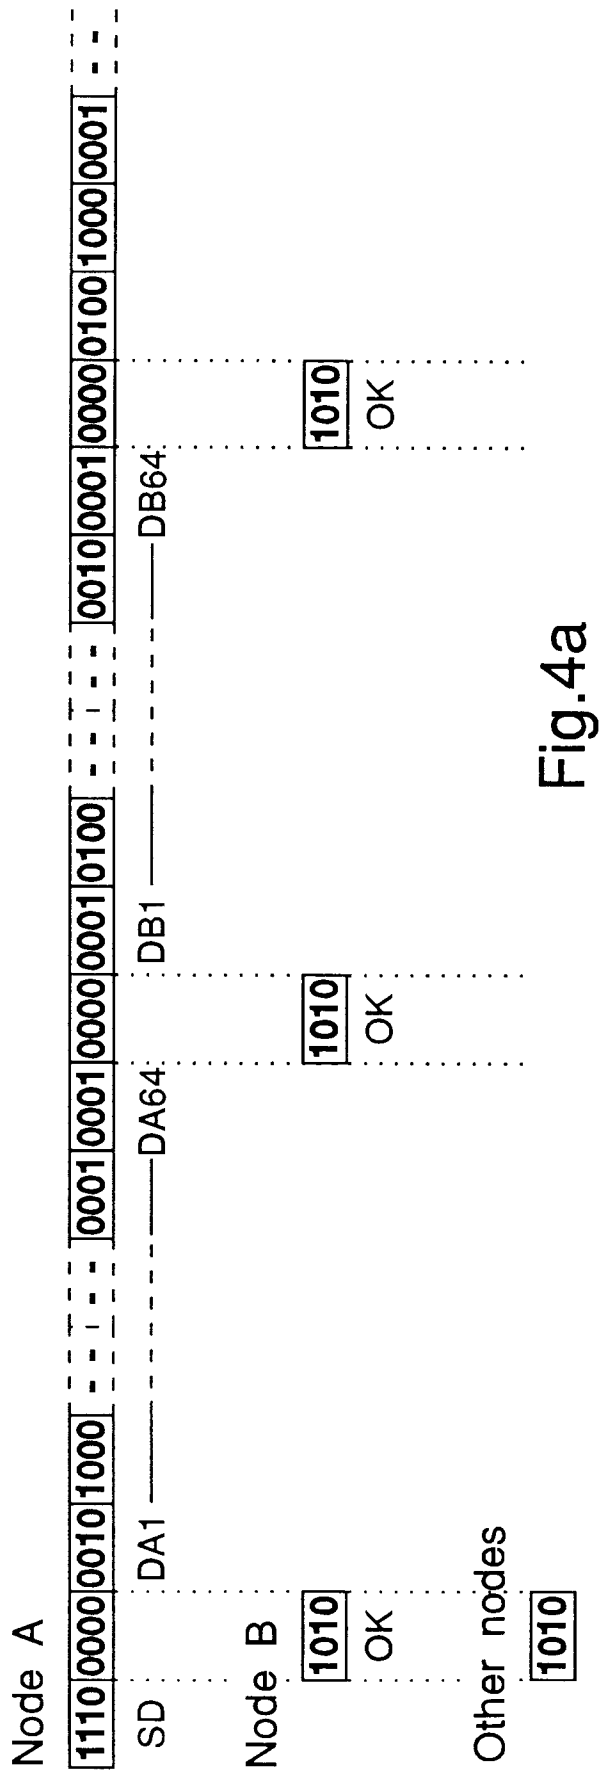 Node A
1110 0000 0010 1000 0001 0001 0000 0001 0100 0010 0001 0000 0100 1000 0001
SD DA1 DA64 DB1 DB64
Node B
1010 1010 1010
OK OK OK
Other nodes
1010
Fig.4a